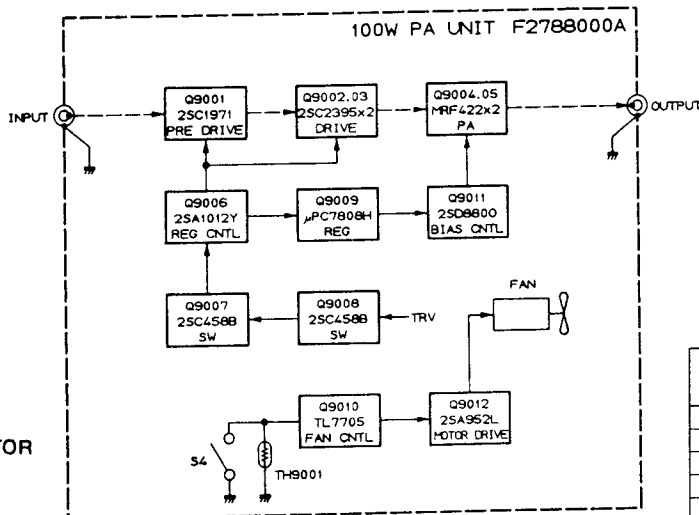 100W PA UNIT F2788000A
INPUT
Q9001
2SC1971
PRE DRIVE
Q9002.03
2SC2395x2
DRIVE
Q9004.05
MRF422x2
PA
OUTPUT
Q9006
2SA1012Y
REG CNTL
Q9009
μPC7808H
REG
Q9011
2SD880O
BIAS CNTL
Q9007
2SC458B
SW
Q9008
2SC458B
SW
TRV
FAN
Q9010
TL7705
FAN CNTL
Q9012
2SA952L
MOTOR DRIVE
S4
TH9001
TOR